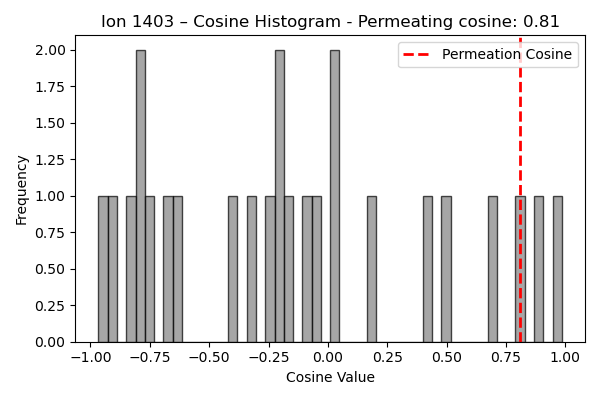 Ion 1403 – Cosine Histogram - Permeating cosine: 0.81
Permeation Cosine
Frequency
2.00
1.75
1.50
1.25
1.00
0.75
0.50
0.25
0.00
−1.00 −0.75 −0.50 −0.25 0.00 0.25 0.50 0.75 1.00
Cosine Value